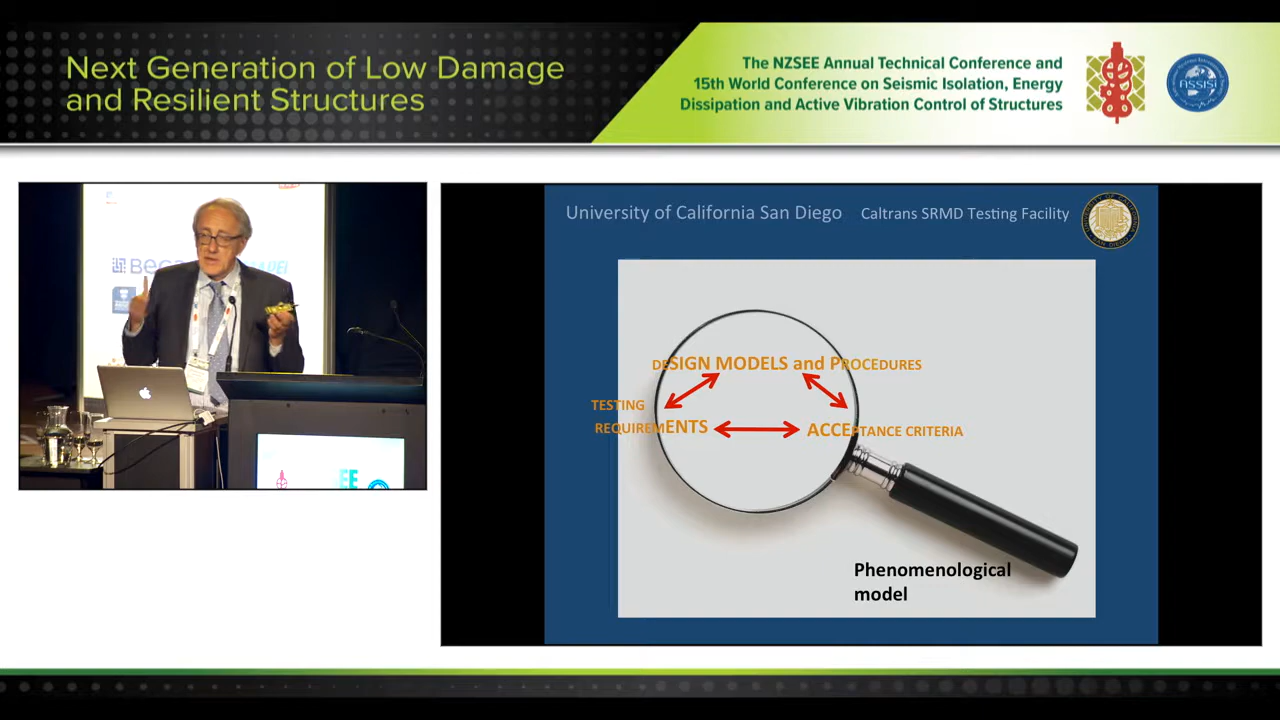 Next Generation of Low Damage
and Resilient Structures
The NZSEE Annual Technical Conference and
15th World Conference on Seismic Isolation, Energy
Dissipation and Active Vibration Control of Structures
ASSISi
University of California San Diego Caltrans SRMD Testing Facility
DESIGN MODELS and PROCEDURES
TESTING
REQUIREMENTS
ACCEPTANCE CRITERIA
Phenomenological
model